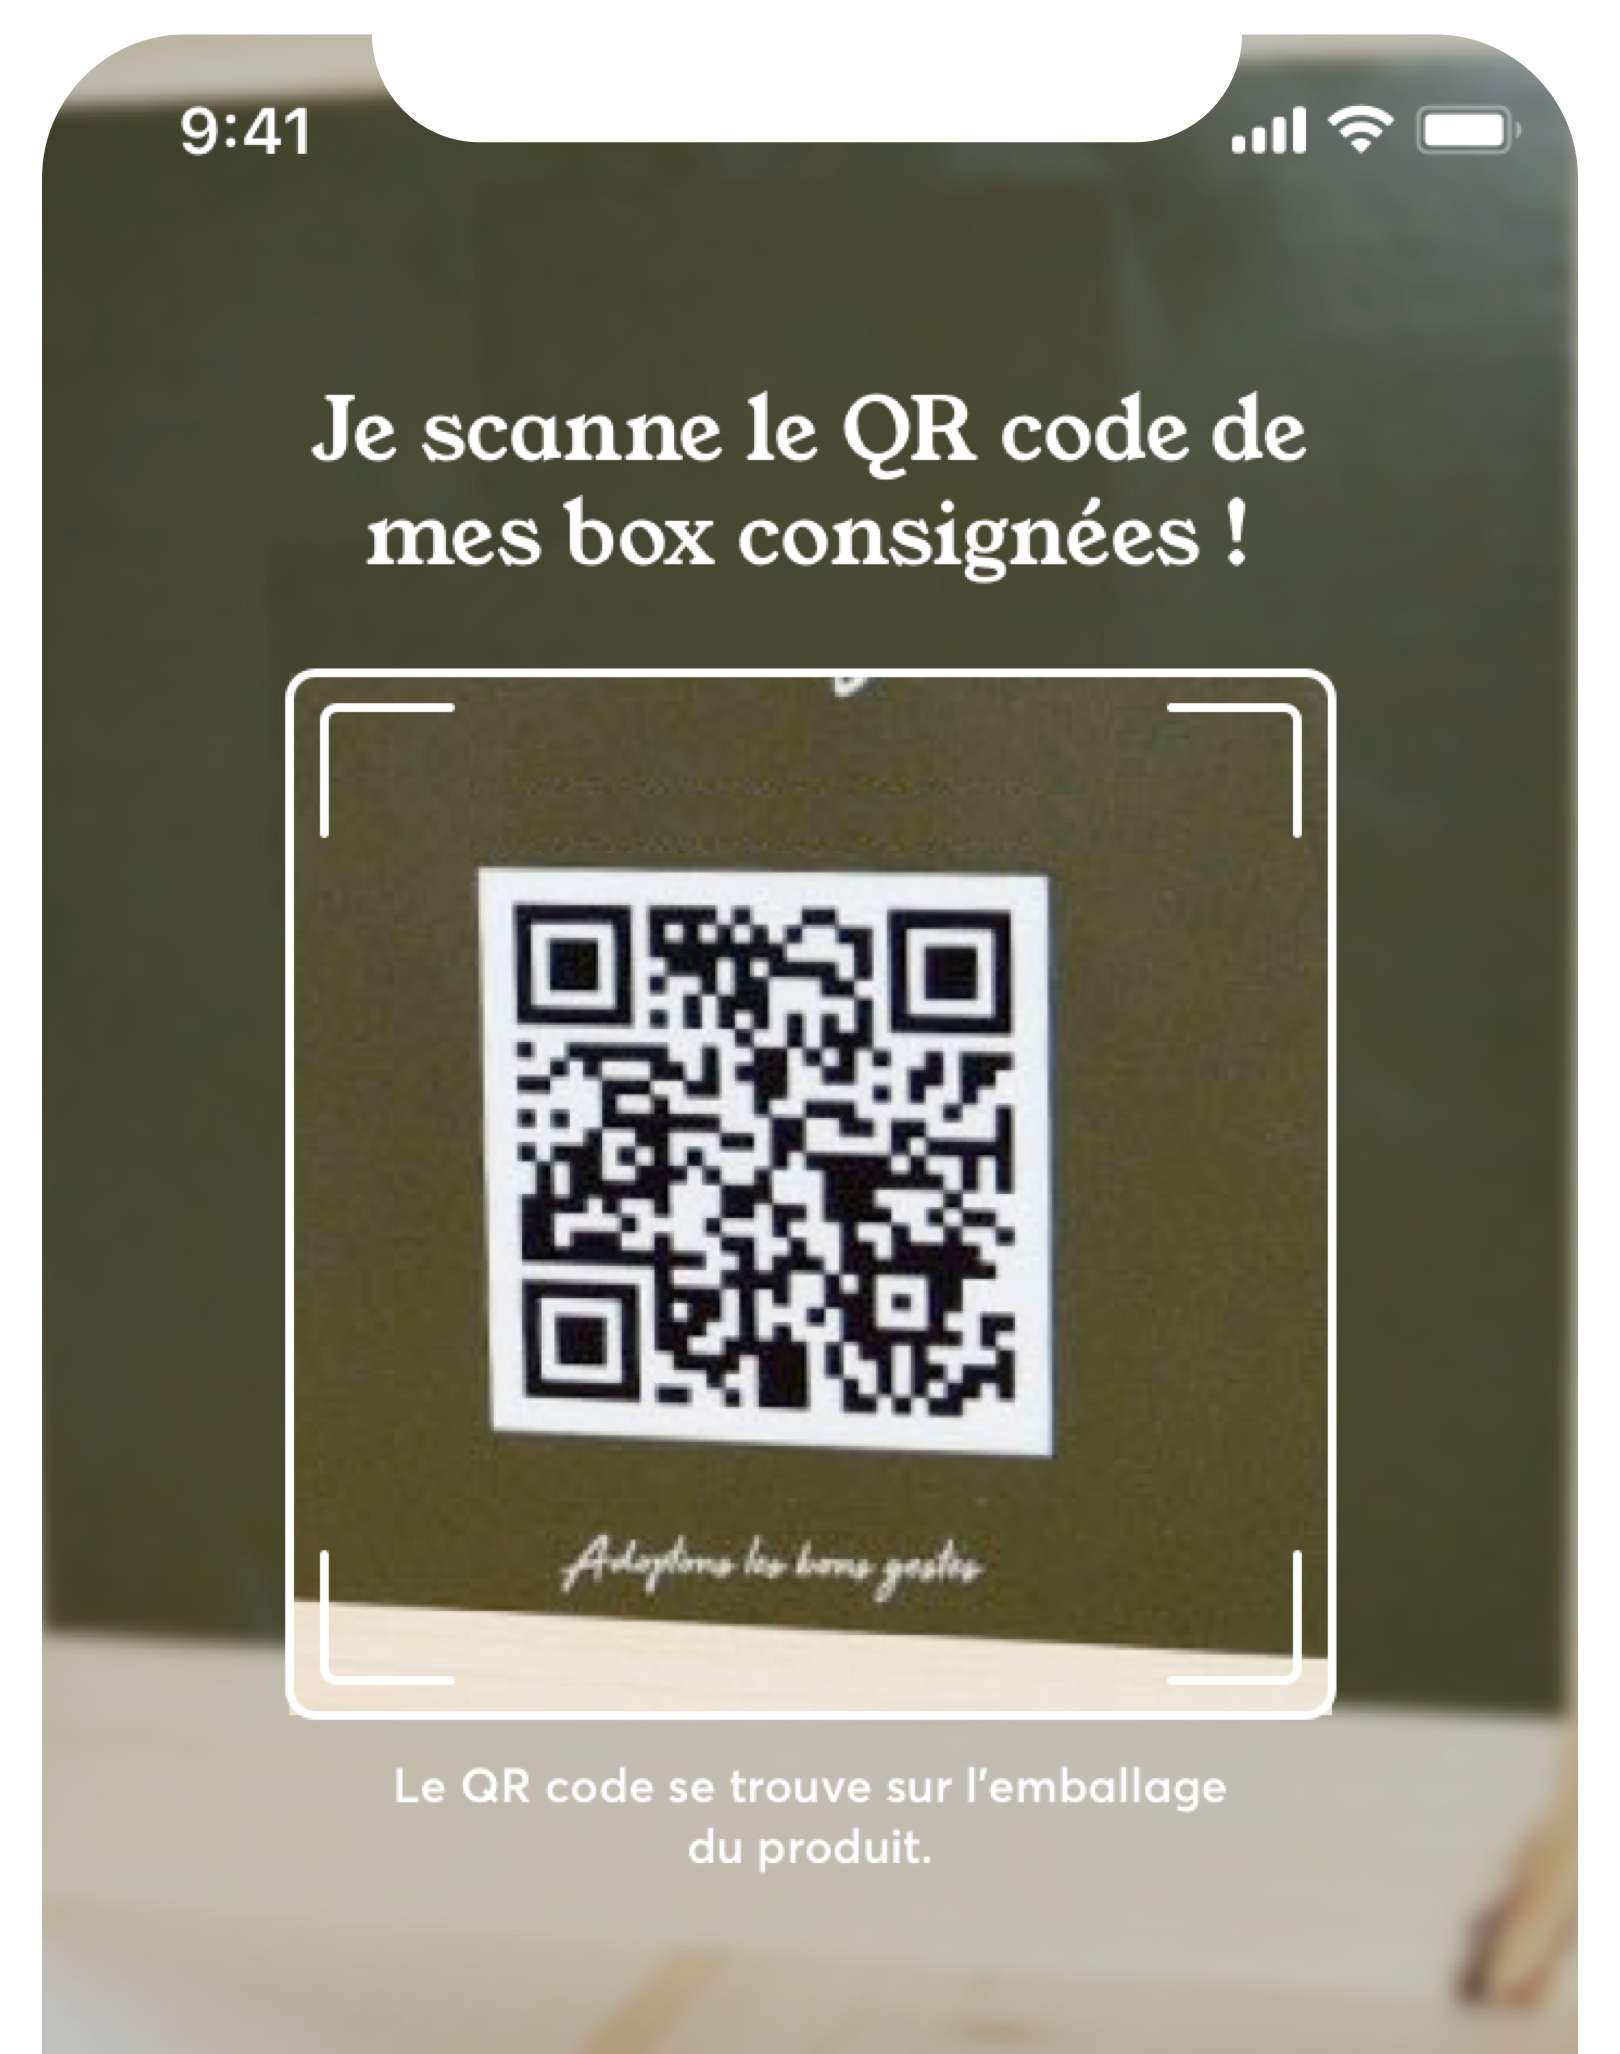 9:41
Je scanne le QR code de
mes box consignées !
Adoptons les bons gestes
Le QR code se trouve sur l'emballage
du produit.